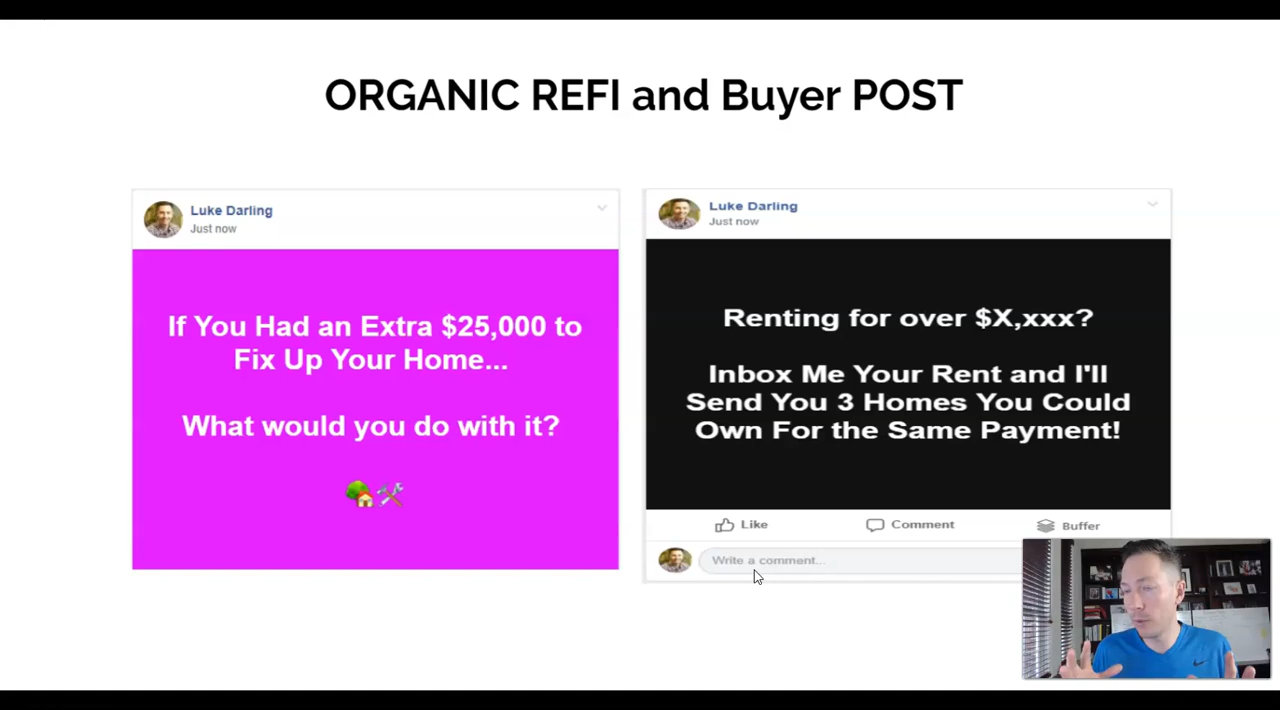 ORGANIC REFI and Buyer POST
Luke Darling
Just now
If You Had an Extra $25,000 to
Fix Up Your Home...
What would you do with it?
Luke Darling
Just now
Renting for over $X,xxx?
Inbox Me Your Rent and I'll
Send You 3 Homes You Could
Own For the Same Payment!
Like
Comment
Buffer
Write a comment...